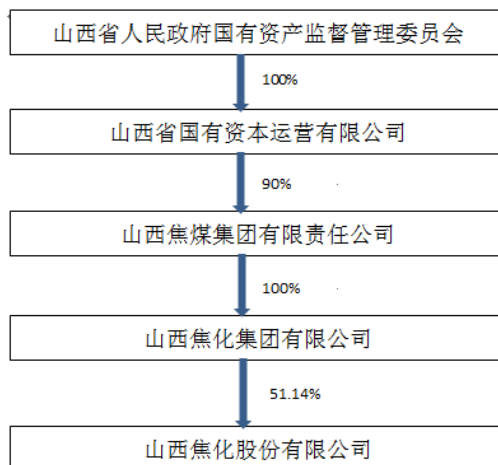 山西省人民政府国有资产监督管理委员会
100%
山西省国有资本运营有限公司
90%
山西焦煤集团有限责任公司
100%
山西焦化集团有限公司
51.14%
山西焦化股份有限公司